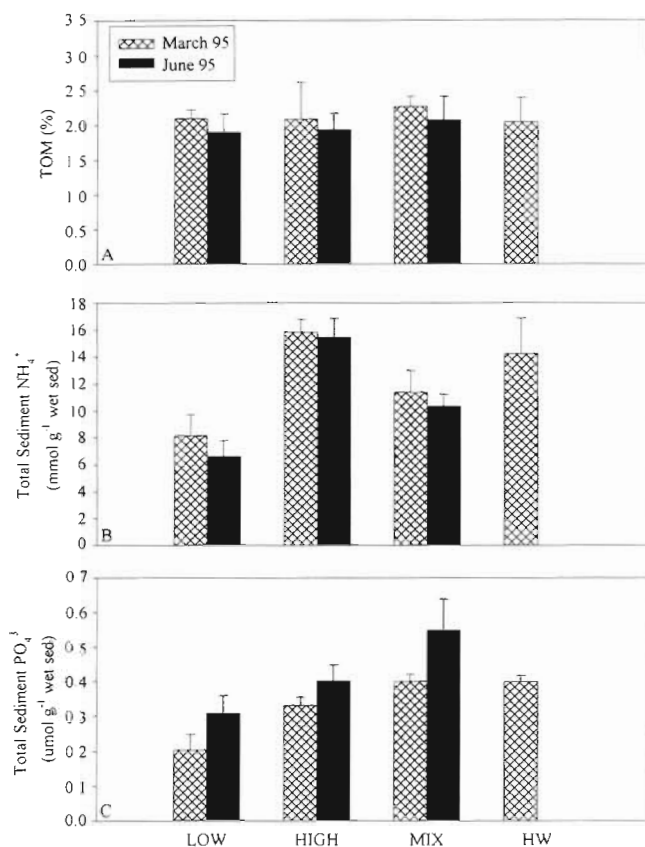 March 95
June 95
TOM (%)
3 5
3 0
2 5
2 0
1 5
1 0
0 5
0 0
A
Total Sediment NH₄⁺
(mmol g⁻¹ wet sed)
18
16
14
12
10
8
6
4
2
0
B
Total Sediment PO₄³
(umol g⁻¹ wet sed)
0 7
0 6
0 5
0 4
0 3
0 2
0 1
0 0
C
LOW HIGH MIX HW